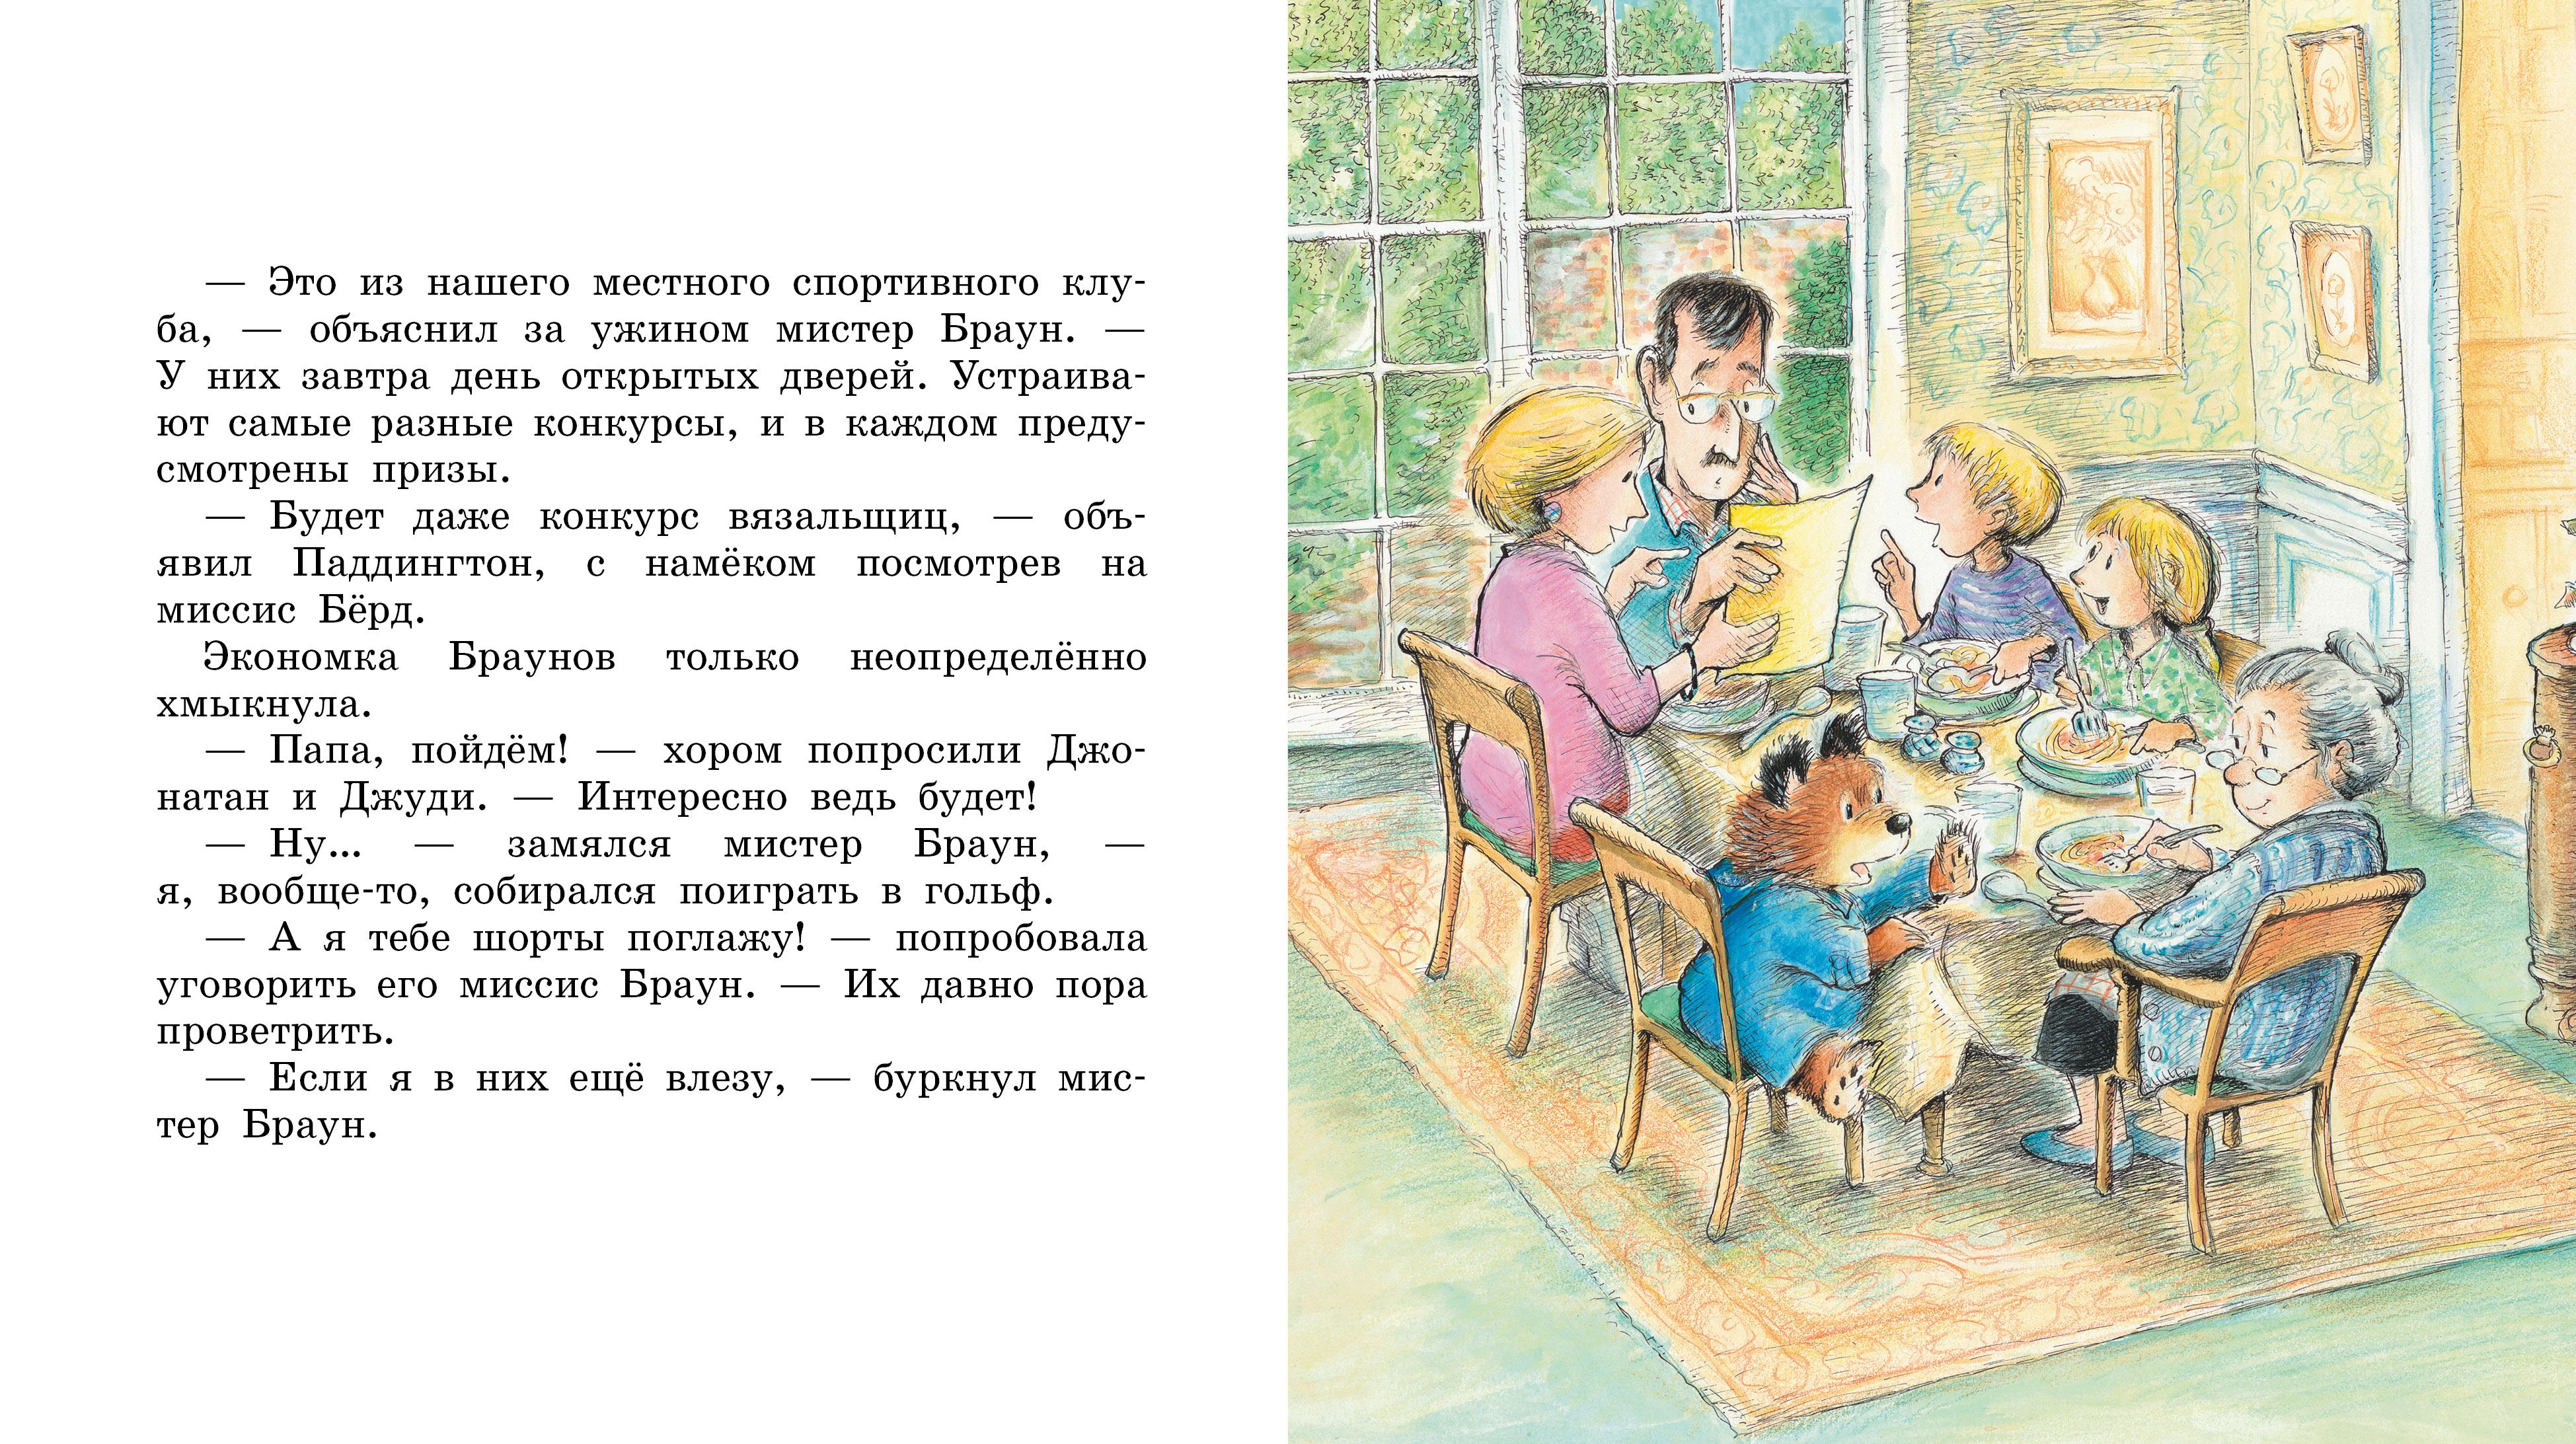 — Это из нашего местного спортивного клу-
ба, — объяснил за ужином мистер Браун. —
У них завтра день открытых дверей. Устраива-
ют самые разные конкурсы, и в каждом преду-
смотрены призы.
— Будет даже конкурс вязальщиц, — объ-
явил Паддингтон, с намёком посмотрев на
миссис Бёрд.
Экономка Браунов только неопределённо
хмыкнула.
— Папа, пойдём! — хором попросили Джо-
натан и Джуди. — Интересно ведь будет!
— Ну... — замялся мистер Браун, —
я, вообще-то, собирался поиграть в гольф.
— А я тебе шорты поглажу! — попробовала
уговорить его миссис Браун. — Их давно пора
проветрить.
— Если я в них ещё влезу, — буркнул мис-
тер Браун.